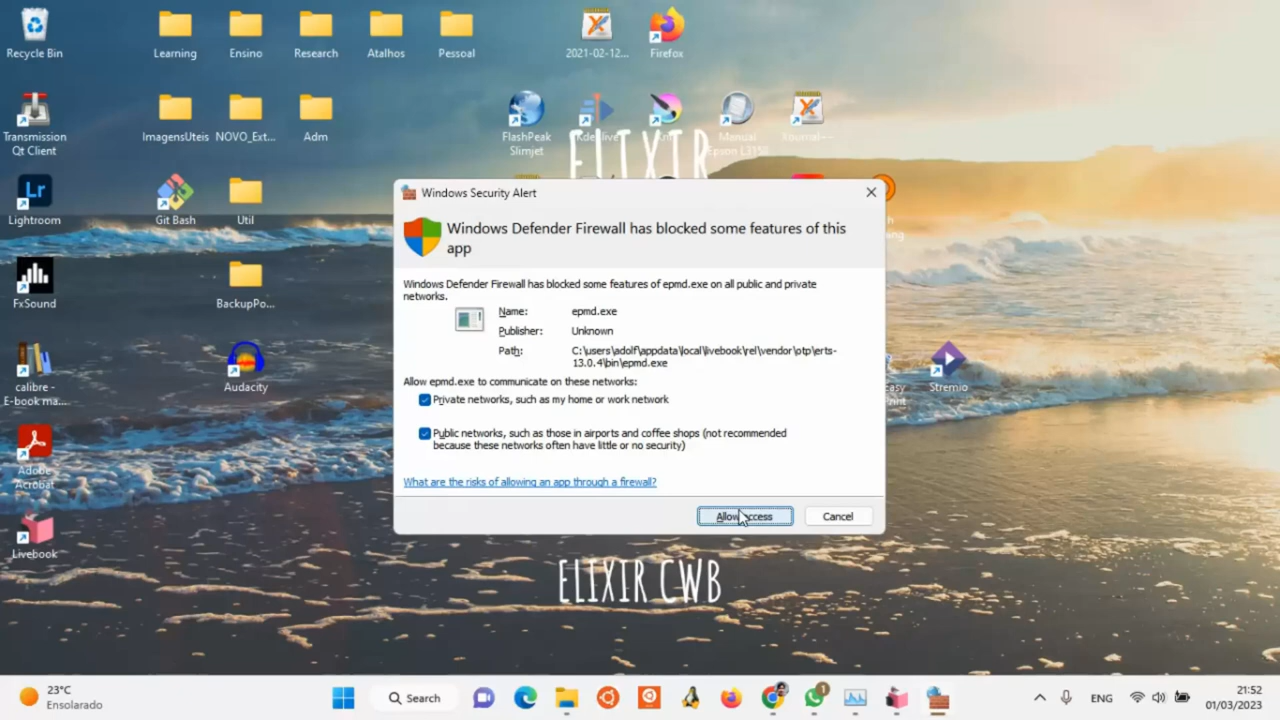 Recycle Bin
Learning
Ensino
Research
Atalhos
Pessoal
2021-02-12...
Firefox
Transmission
Qt Client
ImagensUteis
NOVO_Ext...
Adm
FlashPeak
Slimjet
Manual
Epson L3150
Xournal++
ELIXIR
Lr
Lightroom
Git Bash
Util
FxSound
BackupPo...
calibre -
E-book ma...
Audacity
Stremio
Adobe
Acrobat
Livebook
Windows Security Alert
Windows Defender Firewall has blocked some features of this
app
Windows Defender Firewall has blocked some features of epmd.exe on all public and private
networks.
Name: epmd.exe
Publisher: Unknown
Path: C:\users\adolf\appdata\local\livebook\rel\vendor\otp\erts-
13.0.4\bin\epmd.exe
Allow epmd.exe to communicate on these networks:
Private networks, such as my home or work network
Public networks, such as those in airports and coffee shops (not recommended
because these networks often have little or no security)
What are the risks of allowing an app through a firewall?
Allow access
Cancel
ELIXIR CWB
23°C
Ensolarado
Search
1
ENG
21:52
01/03/2023